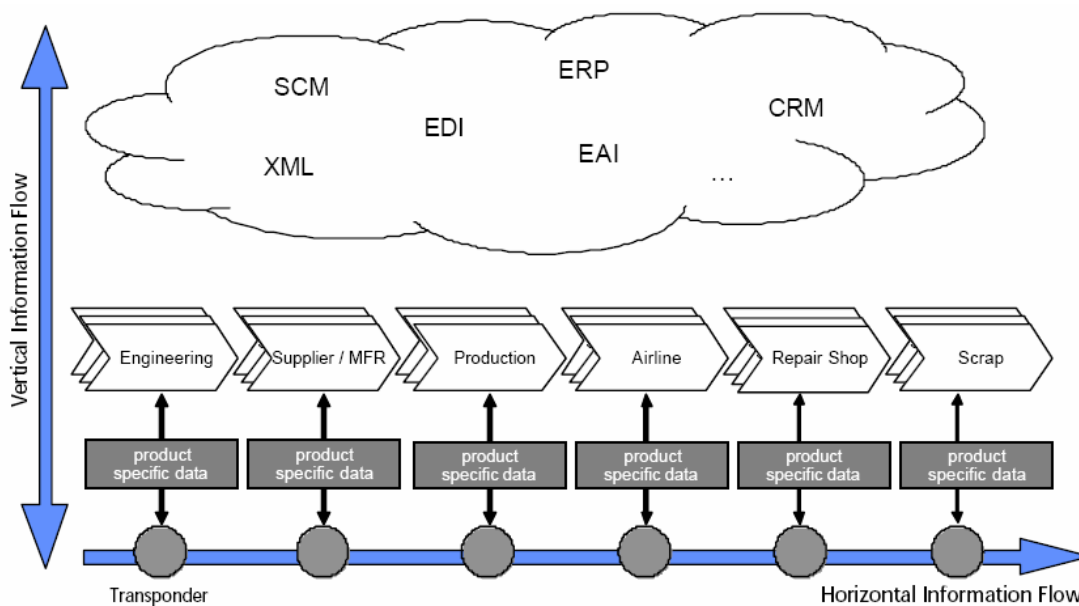 ERP
SCM
CRM
EDI
EAI
XML
...
Vertical Information Flow
Engineering
Supplier / MFR
Production
Airline
Repair Shop
Scrap
product
specific data
product
specific data
product
specific data
product
specific data
product
specific data
product
specific data
Transponder
Horizontal Information Flow